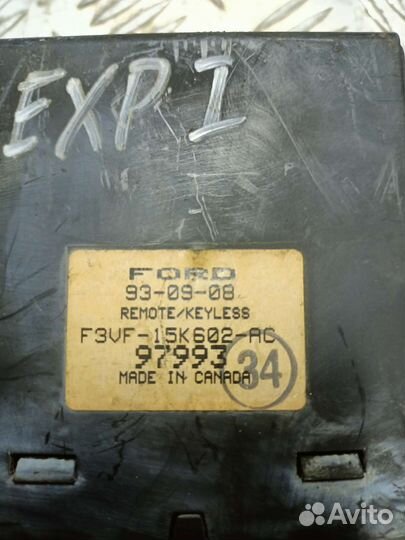 EXP I
FORD
93-09-08
REMOTE/KEYLESS
F3VF-15K602-AC
97993
34
MADE IN CANADA
Avito